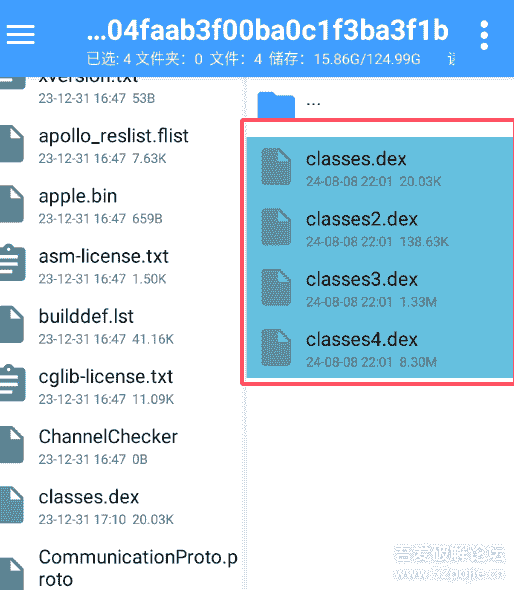 ...04faab3f00ba0c1f3ba3f1b
已选: 4 文件夹：0 文件：4 储存：15.86G/124.99G
xversion.txt
23-12-31 16:47 53B
apollo_reslist.flist
23-12-31 16:47 7.63K
apple.bin
23-12-31 16:47 659B
asm-license.txt
23-12-31 16:47 1.50K
builddef.lst
23-12-31 16:47 41.16K
cglib-license.txt
23-12-31 16:47 11.09K
ChannelChecker
23-12-31 16:47 0B
classes.dex
23-12-31 17:10 20.03K
CommunicationProto.p
roto
...
classes.dex
24-08-08 22:01 20.03K
classes2.dex
24-08-08 22:01 138.63K
classes3.dex
24-08-08 22:01 1.33M
classes4.dex
24-08-08 22:01 8.30M
吾爱破解论坛
www.52pojie.cn